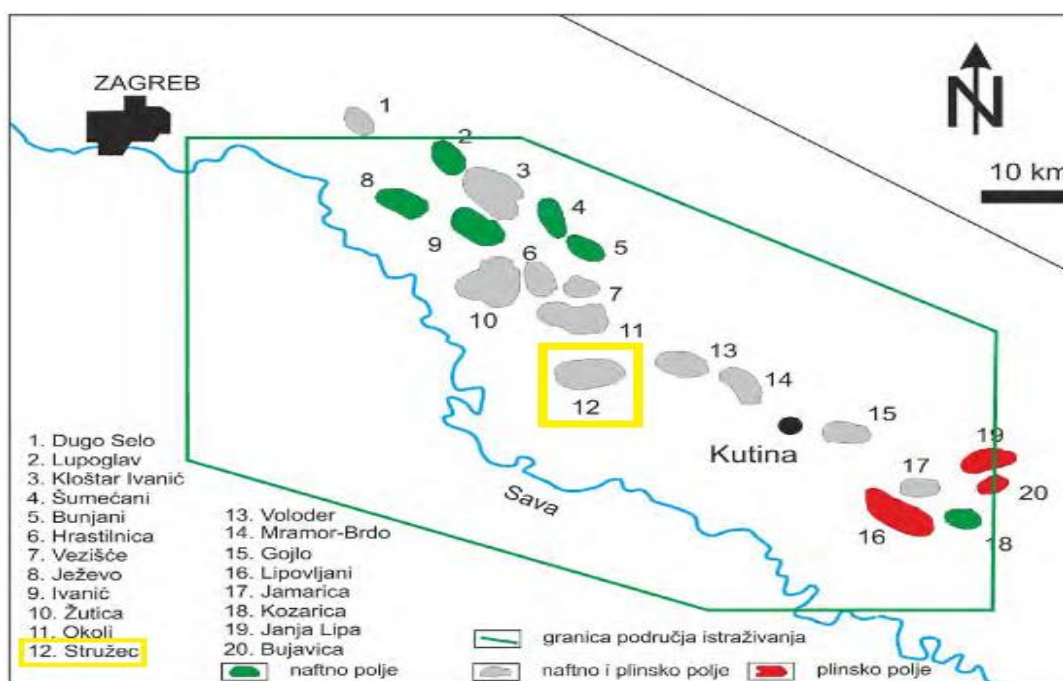 ZAGREB
1
N
2
3
10 km
8
4
9
5
6
7
10
11
13
12
14
15
Kutina
19
17
20
Sava
16
18
1. Dugo Selo
2. Lupoglav
3. Kloštar Ivanić
4. Šumećani
5. Bunjani
6. Hrastilnica
7. Vezišće
8. Ježevo
9. Ivanić
10. Žutica
11. Okoli
12. Stružec
13. Voloder
14. Mramor-Brdo
15. Gojlo
16. Lipovljani
17. Jamarica
18. Kozarica
19. Janja Lipa
20. Bujavica
granica područja istraživanja
naftno polje
naftno i plinsko polje
plinsko polje